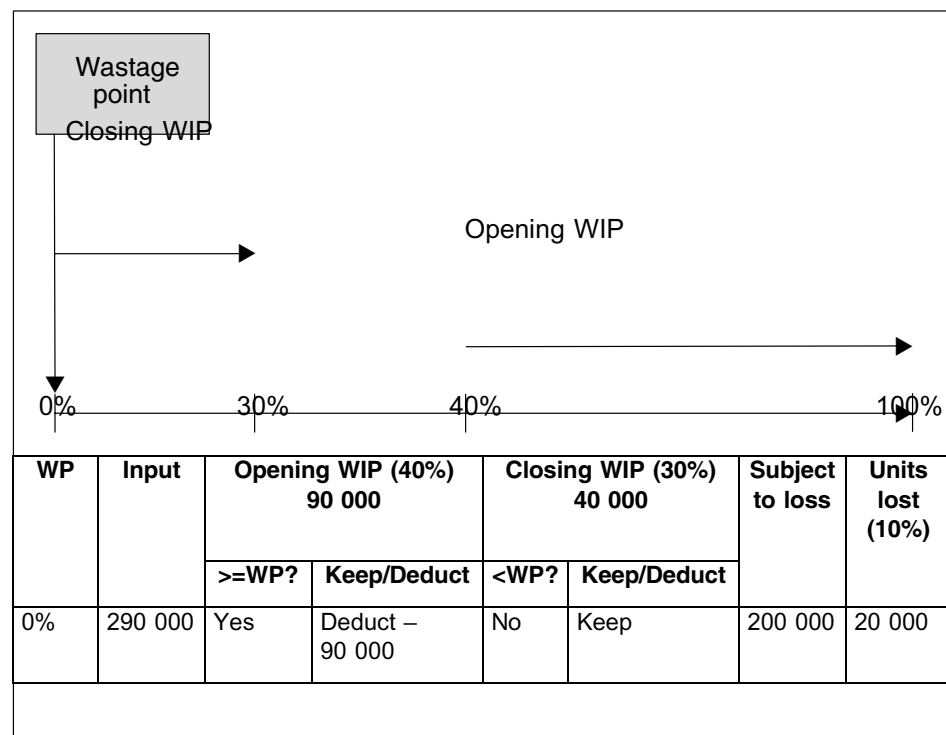 Wastage
point
Closing WIP
Opening WIP
0% 30% 40% 100%
WP Input Opening WIP (40%) Closing WIP (30%) Subject Units
90 000 40 000 to loss lost
(10%)
>=WP? Keep/Deduct <WP? Keep/Deduct
0% 290 000 Yes Deduct – No Keep 200 000 20 000
90 000